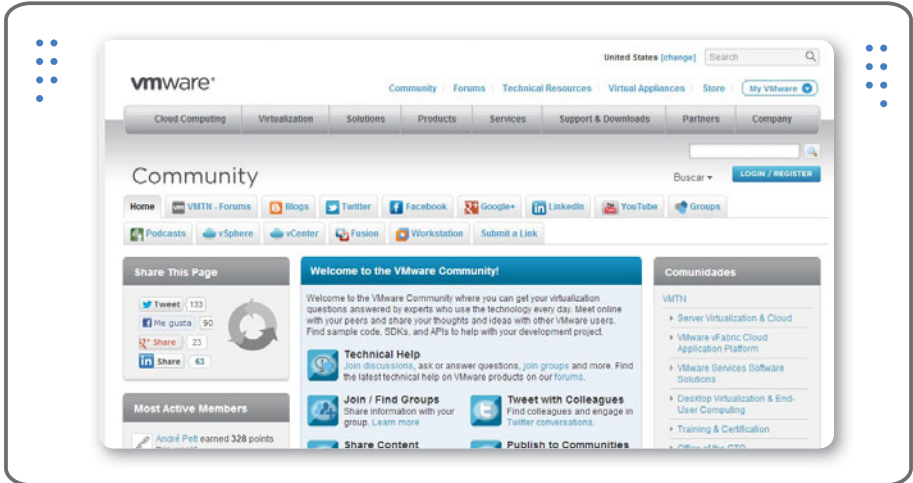 United States [change] Search
vmware
Community Forums Technical Resources Virtual Appliances Store My VMware
Cloud Computing Virtualization Solutions Products Services Support & Downloads Partners Company
Community
Buscar
LOGIN / REGISTER
Home VMTN - Forums Blogs Twitter Facebook Google+ LinkedIn YouTube Groups
Podcasts vSphere vCenter Fusion Workstation Submit a Link
Share This Page
Tweet 133
Me gusta 90
Share 23
Share 63
Most Active Members
André Pett earned 328 points
Welcome to the VMware Community!
Welcome to the VMware Community where you can get your virtualization
questions answered by experts who use the technology every day. Meet online
with your peers and share your thoughts and ideas with other VMware users.
Find sample code, SDKs, and APIs to help with your development project.
Technical Help
Join discussions, ask or answer questions, join groups and more. Find
the latest technical help on VMware products on our forums.
Join / Find Groups
Share information with your
group. Learn more
Tweet with Colleagues
Find colleagues and engage in
Twitter conversations.
Share Content
Publish to Communities
Comunidades
VMTN
Server Virtualization & Cloud
VMware vFabric Cloud
Application Platform
VMware Services Software
Solutions
Desktop Virtualization & End-
User Computing
Training & Certification